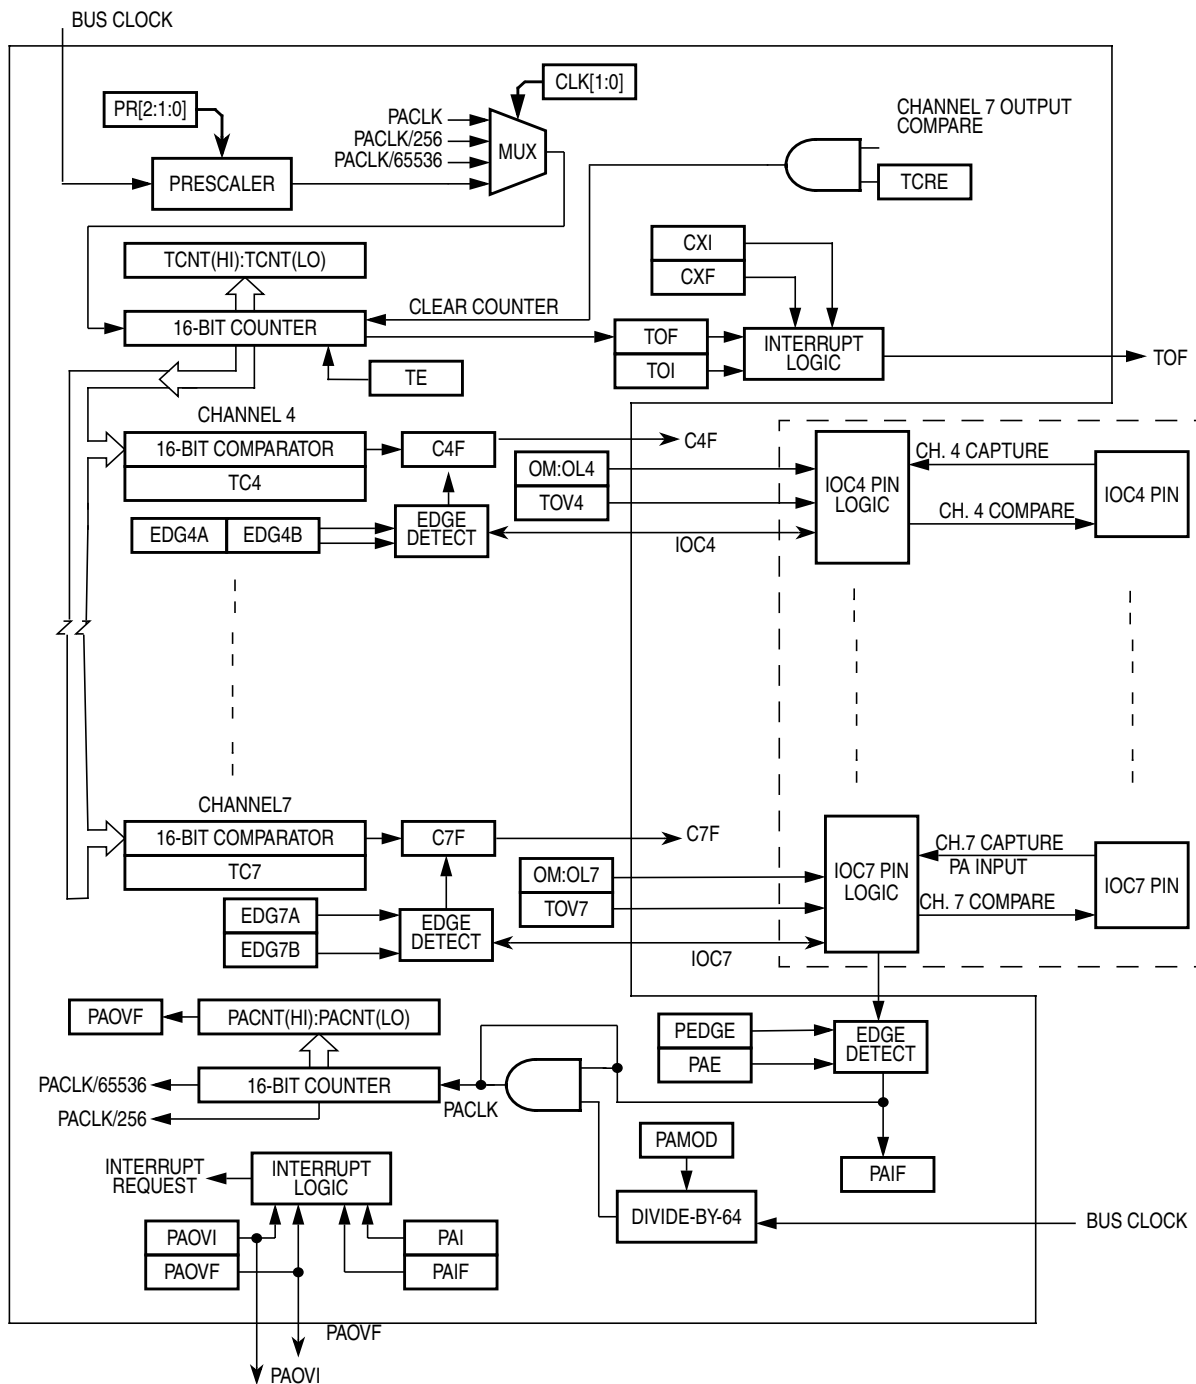 BUS CLOCK
CLK[1:0]
PR[2:1:0]
PACLK
PACLK/256
PACLK/65536
MUX
PRESCALER
CHANNEL 7 OUTPUT
COMPARE
TCRE
CXI
CXF
TCNT(HI):TCNT(LO)
CLEAR COUNTER
16-BIT COUNTER
TE
TOF
TOI
INTERRUPT
LOGIC
TOF
CHANNEL 4
16-BIT COMPARATOR
TC4
C4F
C4F
EDG4A
EDG4B
EDGE
DETECT
OM:OL4
TOV4
IOC4
IOC4 PIN
LOGIC
CH. 4 CAPTURE
CH. 4 COMPARE
IOC4 PIN
CHANNEL7
16-BIT COMPARATOR
TC7
C7F
C7F
EDG7A
EDG7B
EDGE
DETECT
OM:OL7
TOV7
IOC7
IOC7 PIN
LOGIC
CH.7 CAPTURE
PA INPUT
CH. 7 COMPARE
IOC7 PIN
PAOVF
PACNT(HI):PACNT(LO)
PACLK/65536
16-BIT COUNTER
PACLK
PACLK/256
PEDGE
PAE
EDGE
DETECT
PAMOD
PAIF
INTERRUPT
REQUEST
INTERRUPT
LOGIC
DIVIDE-BY-64
BUS CLOCK
PAOVI
PAOVF
PAI
PAIF
PAOVF
PAOVI